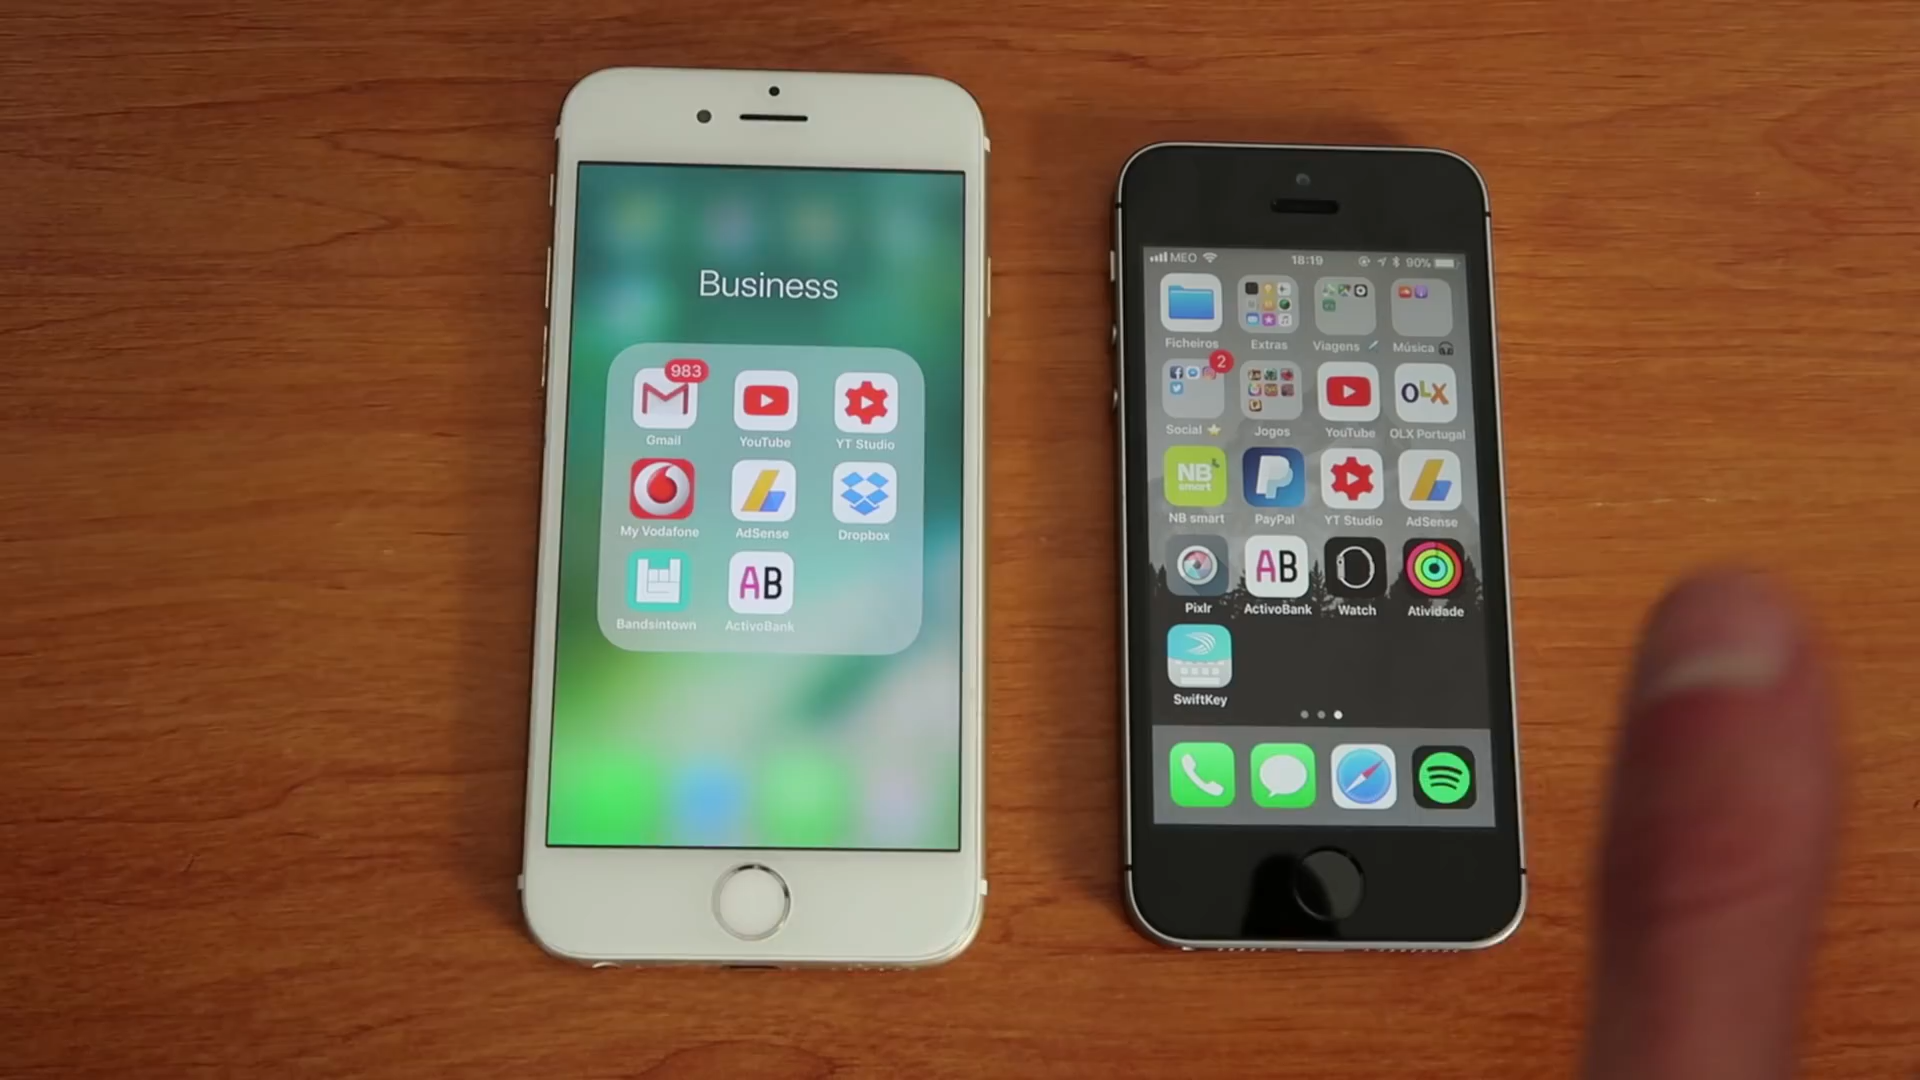 Business
983
Gmail
YouTube
YT Studio
My Vodafone
AdSense
Dropbox
AB
Bandsintown
ActivoBank
MEO
18:19
90%
Ficheiros
Extras
Viagens
Música
2
OLX
Social
Jogos
YouTube
OLX Portugal
NB
smart
NB smart
PayPal
YT Studio
AdSense
AB
Pixlr
ActivoBank
Watch
Atividade
SwiftKey